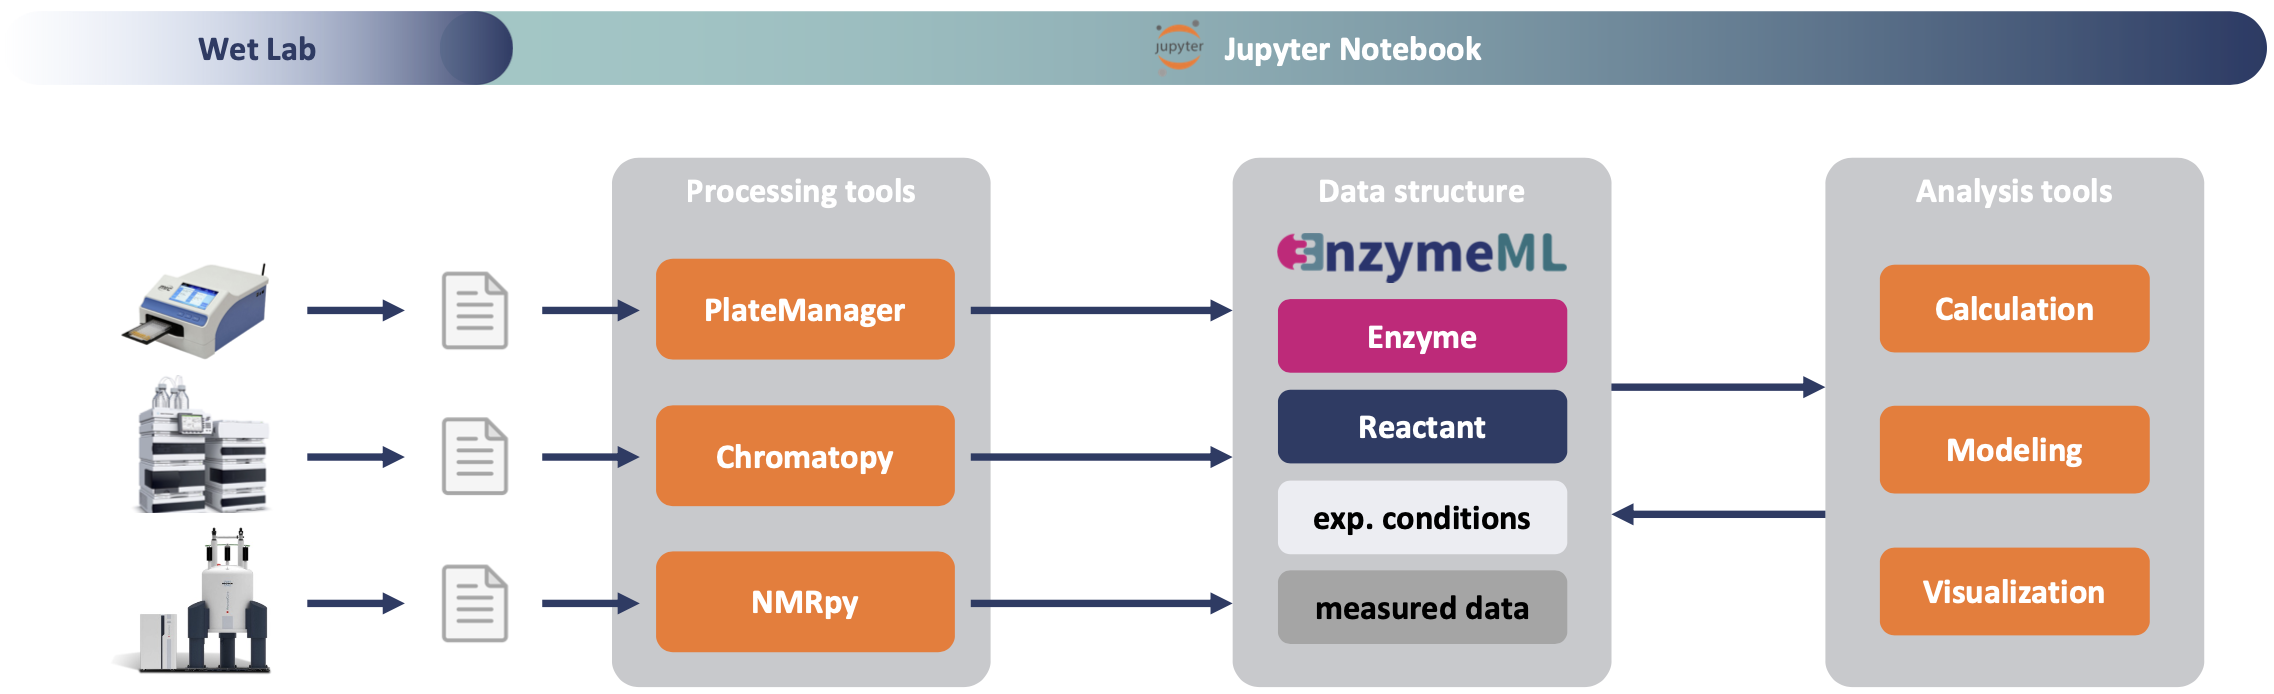 Wet Lab
jupyter
Jupyter Notebook
Processing tools
Data structure
Analysis tools
EnzymeML
PlateManager
Enzyme
Calculation
Reactant
Chromatopy
Modeling
exp. conditions
NMRpy
measured data
Visualization